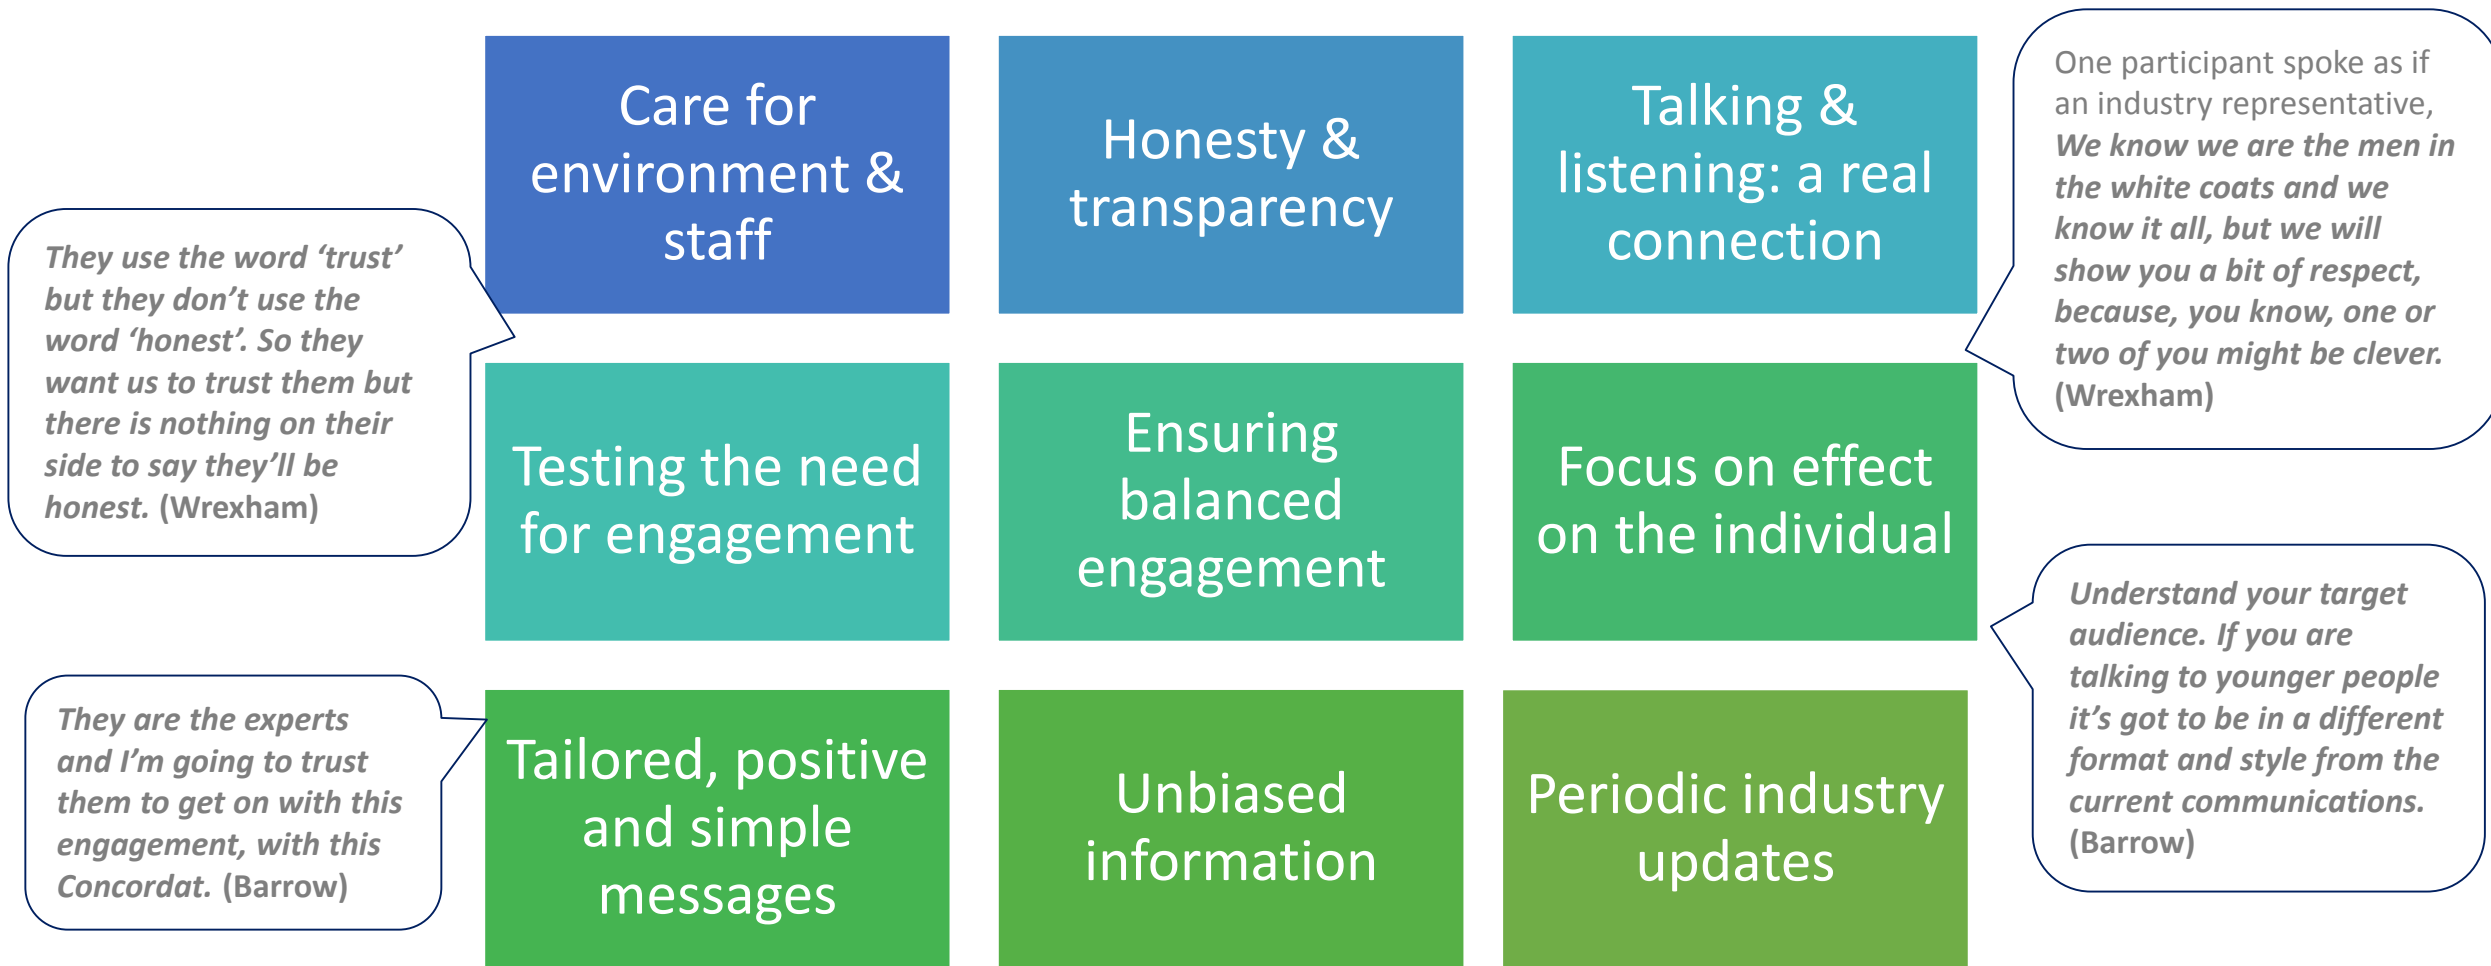 Care for
environment &
staff
Honesty &
transparency
Talking &
listening: a real
connection
One participant spoke as if
an industry representative,
We know we are the men in
the white coats and we
know it all, but we will
show you a bit of respect,
because, you know, one or
two of you might be clever.
(Wrexham)
They use the word ‘trust’
but they don’t use the
word ‘honest’. So they
want us to trust them but
there is nothing on their
side to say they’ll be
honest. (Wrexham)
Testing the need
for engagement
Ensuring
balanced
engagement
Focus on effect
on the individual
Understand your target
audience. If you are
talking to younger people
it’s got to be in a different
format and style from the
current communications.
(Barrow)
They are the experts
and I’m going to trust
them to get on with this
engagement, with this
Concordat. (Barrow)
Tailored, positive
and simple
messages
Unbiased
information
Periodic industry
updates